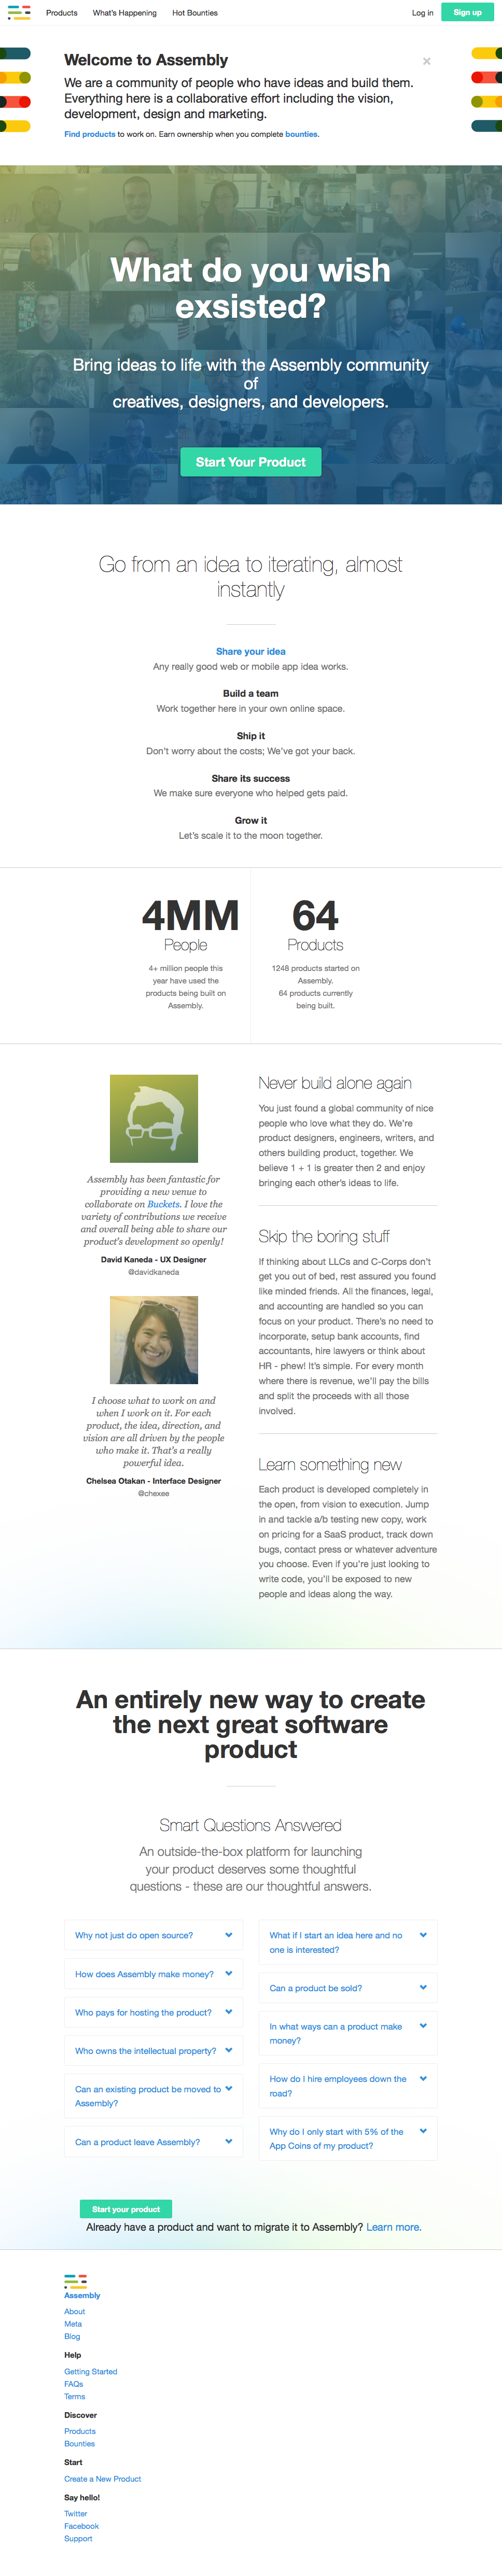 Products What's Happening Hot Bounties Log in Sign up
Welcome to Assembly
We are a community of people who have ideas and build them.
Everything here is a collaborative effort including the vision,
development, design and marketing.
Find products to work on. Earn ownership when you complete bounties.
What do you wish
exsisted?
Bring ideas to life with the Assembly community
of
creatives, designers, and developers.
Start Your Product
Go from an idea to iterating, almost
instantly
Share your idea
Any really good web or mobile app idea works.
Build a team
Work together here in your own online space.
Ship it
Don't worry about the costs; We've got your back.
Share its success
We make sure everyone who helped gets paid.
Grow it
Let's scale it to the moon together.
4MM
People
4+ million people this
year have used the
products being built on
Assembly.
64
Products
1248 products started on
Assembly.
64 products currently
being built.
Assembly has been fantastic for
providing a new venue to
collaborate on Buckets. I love the
variety of contributions we receive
and overall being able to share our
product's development so openly!
David Kaneda - UX Designer
@davidkaneda
I choose what to work on and
when I work on it. For each
product, the idea, direction, and
vision are all driven by the people
who make it. That's a really
powerful idea.
Chelsea Otakan - Interface Designer
@chexee
Never build alone again
You just found a global community of nice
people who love what they do. We're
product designers, engineers, writers, and
others building product, together. We
believe 1 + 1 is greater then 2 and enjoy
bringing each other's ideas to life.
Skip the boring stuff
If thinking about LLCs and C-Corps don't
get you out of bed, rest assured you found
like minded friends. All the finances, legal,
and accounting are handled so you can
focus on your product. There's no need to
incorporate, setup bank accounts, find
accountants, hire lawyers or think about
HR - phew! It's simple. For every month
where there is revenue, we'll pay the bills
and split the proceeds with all those
involved.
Learn something new
Each product is developed completely in
the open, from vision to execution. Jump
in and tackle a/b testing new copy, work
on pricing for a SaaS product, track down
bugs, contact press or whatever adventure
you choose. Even if you're just looking to
write code, you'll be exposed to new
people and ideas along the way.
An entirely new way to create
the next great software
product
Smart Questions Answered
An outside-the-box platform for launching
your product deserves some thoughtful
questions - these are our thoughtful answers.
Why not just do open source?
How does Assembly make money?
Who pays for hosting the product?
Who owns the intellectual property?
Can an existing product be moved to
Assembly?
Can a product leave Assembly?
What if I start an idea here and no
one is interested?
Can a product be sold?
In what ways can a product make
money?
How do I hire employees down the
road?
Why do I only start with 5% of the
App Coins of my product?
Start your product
Already have a product and want to migrate it to Assembly? Learn more.
Assembly
About
Meta
Blog
Help
Getting Started
FAQs
Terms
Discover
Products
Bounties
Start
Create a New Product
Say hello!
Twitter
Facebook
Support